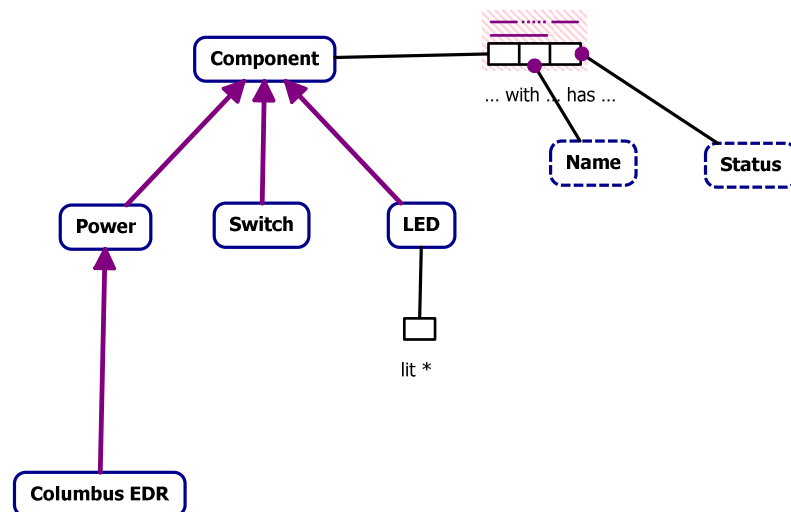 Component
... with ... has ...
Name
Status
Power
Switch
LED
lit *
Columbus EDR